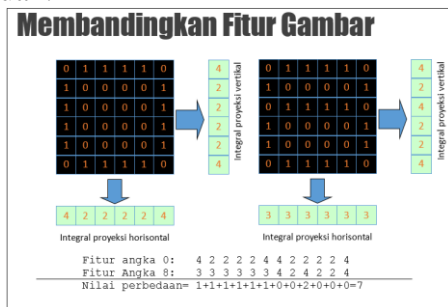 Membandingkan Fitur Gambar
0 1 1 1 1 0
1 0 0 0 0 1
1 0 0 0 0 1
1 0 0 0 0 1
1 0 0 0 0 1
0 1 1 1 1 0
4
2
2
2
2
4
Integral proyeksi vertikal
4 2 2 2 2 4
Integral proyeksi horisontal
0 1 1 1 1 0
1 0 0 0 0 1
0 1 1 1 1 0
1 0 0 0 0 1
1 0 0 0 0 1
0 1 1 1 1 0
4
2
4
2
2
4
Integral proyeksi vertikal
3 3 3 3 3 3
Integral proyeksi horisontal
Fitur angka 0: 4 2 2 2 2 4 4 2 2 2 2 4
Fitur Angka 8: 3 3 3 3 3 3 4 2 4 2 2 4
Nilai perbedaan= 1+1+1+1+1+1+0+0+2+0+0+0=7